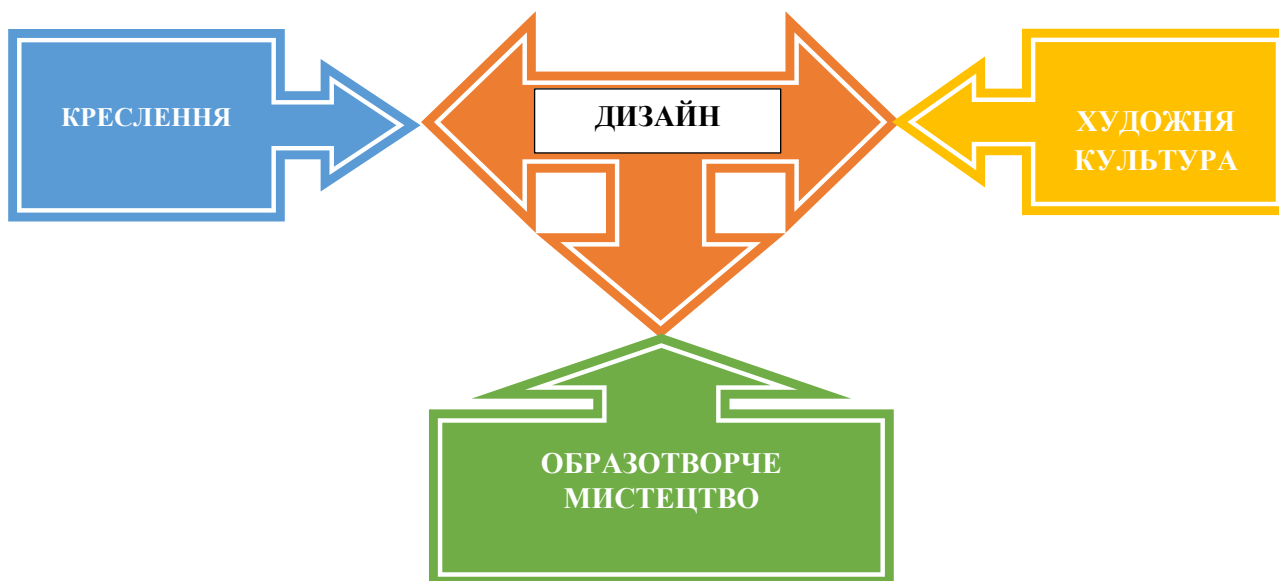 КРЕСЛЕННЯ
ДИЗАЙН
ХУДОЖНЯ
КУЛЬТУРА
ОБРАЗОТВОРЧЕ
МИСТЕЦТВО